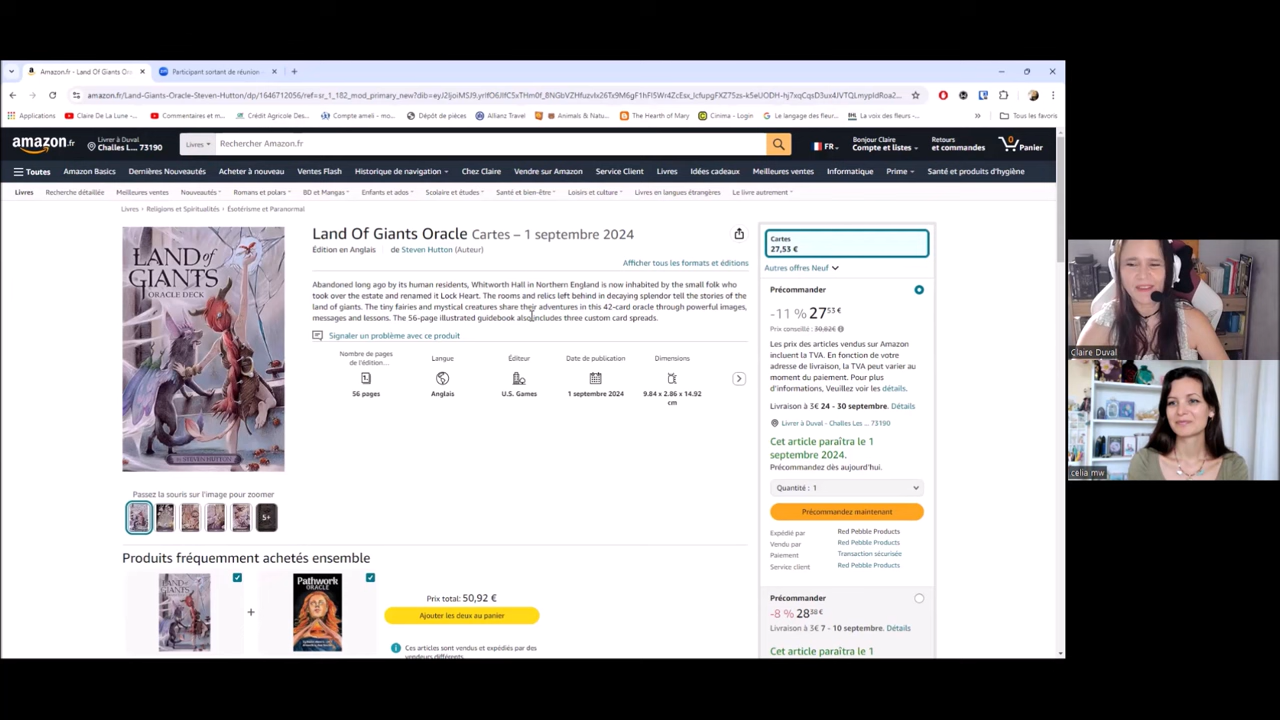 Amazon.fr - Land Of Giants Ora
Participant sortant de réunion
Applications
Claire De La Lune -...
Commentaires et m...
Crédit Agricole Des...
Compte ameli - mo...
Dépôt de pièces
Allianz Travel
Animals & Natu...
The Hearth of Mary
Cinima - Login
Le langage des fleur...
La voix des fleurs -...
Tous les favoris
amazon.fr
Livrer à Duval
Challes L... 73190
Livres
Rechercher Amazon.fr
FR
Bonjour Claire
Compte et listes
Retours
et commandes
0
Panier
Toutes
Amazon Basics
Dernières Nouveautés
Acheter à nouveau
Ventes Flash
Historique de navigation
Chez Claire
Vendre sur Amazon
Service Client
Livres
Idées cadeaux
Meilleures ventes
Informatique
Prime
Santé et produits d'hygiène
Livres
Recherche détaillée
Meilleures ventes
Nouveautés
Romans et polars
BD et Mangas
Enfants et ados
Scolaire et études
Santé et bien-être
Loisirs et culture
Livres en langues étrangères
Le livre autrement
Livres › Religions et Spiritualités › Ésotérisme et Paranormal
LAND of
GIANTS
ORACLE DECK
by STEVEN HUTTON
Passez la souris sur l'image pour zoomer
5+
Land Of Giants Oracle Cartes – 1 septembre 2024
Édition en Anglais de Steven Hutton (Auteur)
Afficher tous les formats et éditions
Abandoned long ago by its human residents, Whitworth Hall in Northern England is now inhabited by the small folk who
took over the estate and renamed it Lock Heart. The rooms and relics left behind in decaying splendor tell the stories of the
land of giants. The tiny fairies and mystical creatures share their adventures in this 42-card oracle through powerful images,
messages and lessons. The 56-page illustrated guidebook also includes three custom card spreads.
Signaler un problème avec ce produit
Nombre de pages
de l'édition...
56 pages
Langue
Anglais
Éditeur
U.S. Games
Date de publication
1 septembre 2024
Dimensions
9.84 x 2.86 x 14.92
cm
Produits fréquemment achetés ensemble
LAND of
GIANTS
+
Pathwork
ORACLE
Prix total: 50,92 €
Ajouter les deux au panier
Ces articles sont vendus et expédiés par des
vendeurs différents.
Cartes
27,53 €
Autres offres Neuf
Précommander
-11 % 27 53 €
Prix conseillé : 30,82€
Les prix des articles vendus sur Amazon
incluent la TVA. En fonction de votre
adresse de livraison, la TVA peut varier au
moment du paiement. Pour plus
d'informations, Veuillez voir les détails.
Livraison à 3€ 24 - 30 septembre. Détails
Livrer à Duval - Challes Les ... 73190
Cet article paraîtra le 1
septembre 2024.
Précommandez dès aujourd'hui.
Quantité : 1
Précommandez maintenant
Expédié par Red Pebble Products
Vendu par Red Pebble Products
Paiement Transaction sécurisée
Service client Red Pebble Products
Précommander
-8 % 28 38 €
Livraison à 3€ 7 - 10 septembre. Détails
Cet article paraîtra le 1
Claire Duval
celia mw